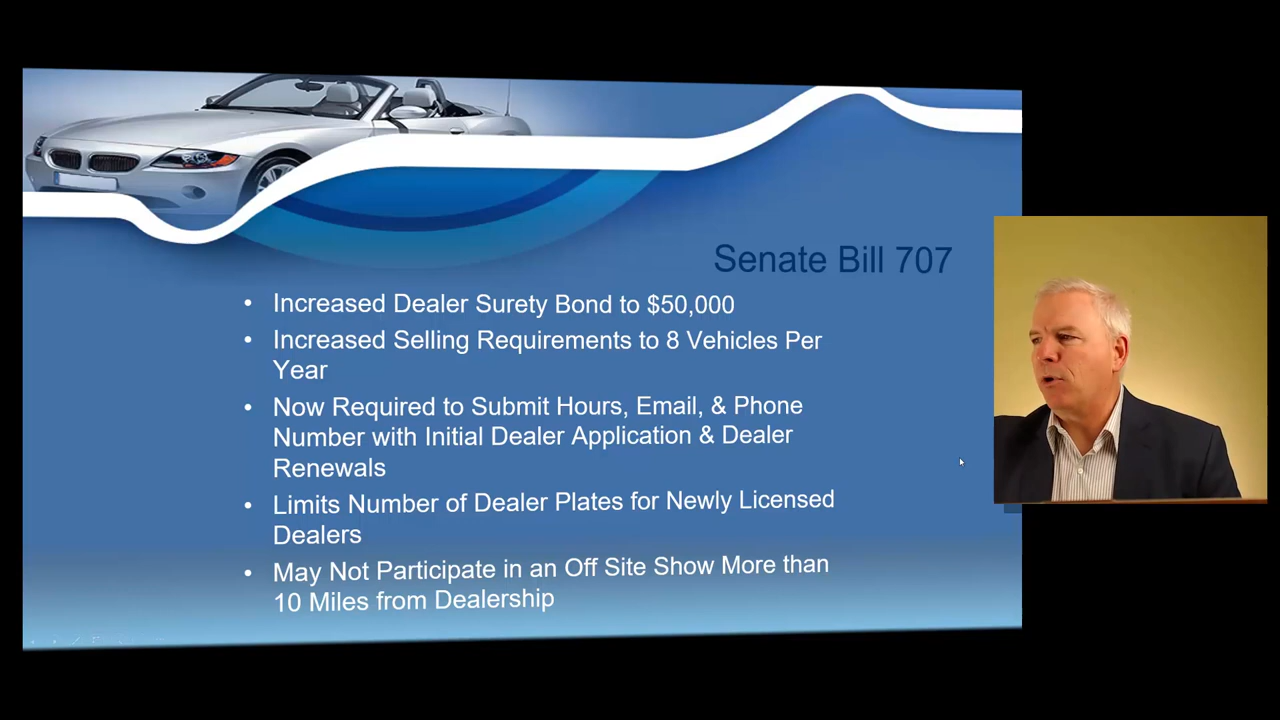 Senate Bill 707
• Increased Dealer Surety Bond to $50,000
• Increased Selling Requirements to 8 Vehicles Per
Year
• Now Required to Submit Hours, Email, & Phone
Number with Initial Dealer Application & Dealer
Renewals
• Limits Number of Dealer Plates for Newly Licensed
Dealers
• May Not Participate in an Off Site Show More than
10 Miles from Dealership